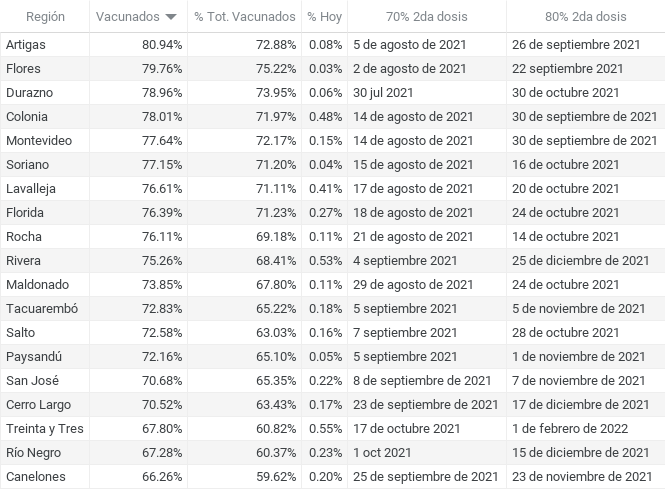 Región Vacunados % Tot. Vacunados % Hoy 70% 2da dosis 80% 2da dosis
Artigas 80.94% 72.88% 0.08% 5 de agosto de 2021 26 de septiembre 2021
Flores 79.76% 75.22% 0.03% 2 de agosto de 2021 22 septiembre 2021
Durazno 78.96% 73.95% 0.06% 30 jul 2021 30 de octubre 2021
Colonia 78.01% 71.97% 0.48% 14 de agosto de 2021 30 de septiembre de 2021
Montevideo 77.64% 72.17% 0.15% 14 de agosto de 2021 30 de septiembre de 2021
Soriano 77.15% 71.20% 0.04% 15 de agosto de 2021 16 de octubre 2021
Lavalleja 76.61% 71.11% 0.41% 17 de agosto de 2021 20 de octubre 2021
Florida 76.39% 71.23% 0.27% 18 de agosto de 2021 24 de octubre 2021
Rocha 76.11% 69.18% 0.11% 21 de agosto de 2021 14 de octubre 2021
Rivera 75.26% 68.41% 0.53% 4 septiembre 2021 25 de diciembre de 2021
Maldonado 73.85% 67.80% 0.11% 29 de agosto de 2021 24 de octubre 2021
Tacuarembó 72.83% 65.22% 0.18% 5 septiembre 2021 5 de noviembre de 2021
Salto 72.58% 63.03% 0.16% 7 septiembre 2021 28 de octubre 2021
Paysandú 72.16% 65.10% 0.05% 5 septiembre 2021 1 de noviembre de 2021
San José 70.68% 65.35% 0.22% 8 de septiembre de 2021 7 de noviembre de 2021
Cerro Largo 70.52% 63.43% 0.17% 23 de septiembre de 2021 17 de diciembre de 2021
Treinta y Tres 67.80% 60.82% 0.55% 17 de octubre 2021 1 de febrero de 2022
Río Negro 67.28% 60.37% 0.23% 1 oct 2021 15 de diciembre de 2021
Canelones 66.26% 59.62% 0.20% 25 de septiembre de 2021 23 de noviembre de 2021